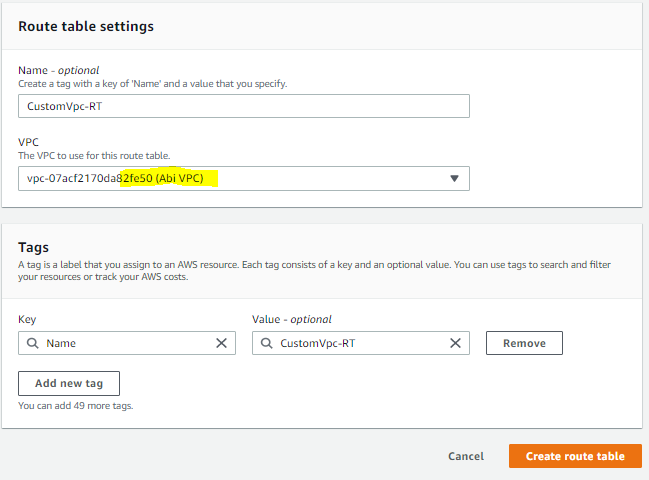 Route table settings
Name - optional
Create a tag with a key of 'Name' and a value that you specify.
CustomVpc-RT
VPC
The VPC to use for this route table.
vpc-07acf2170da82fe50 (Abi VPC)
Tags
A tag is a label that you assign to an AWS resource. Each tag consists of a key and an optional value. You can use tags to search and filter
your resources or track your AWS costs.
Key Value - optional
Name CustomVpc-RT Remove
Add new tag
You can add 49 more tags.
Cancel Create route table